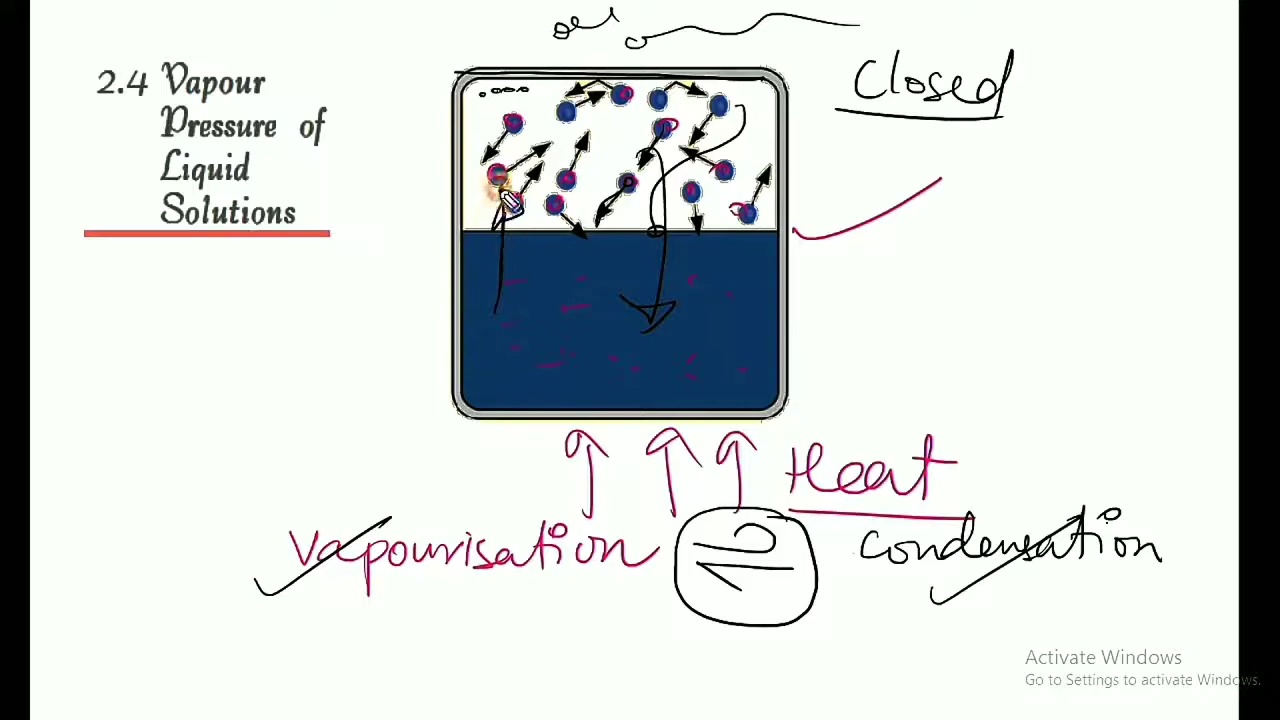 2.4 Vapour
Pressure of
Liquid
Solutions
Closed
Heat
Vapourisation
condensation
Activate Windows
Go to Settings to activate Windows.